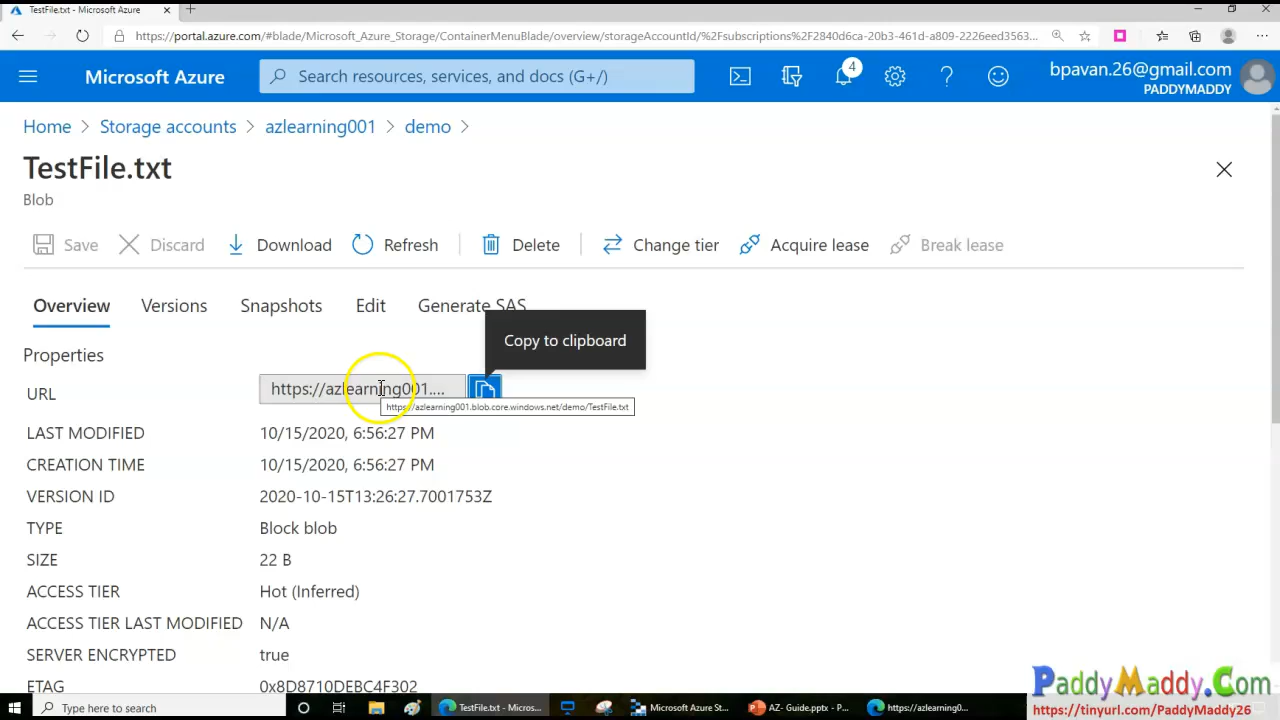 TestFile.txt - Microsoft Azure
https://portal.azure.com/#blade/Microsoft_Azure_Storage/ContainerMenuBlade/overview/storageAccountId/%2Fsubscriptions%2F2840d6ca-20b3-461d-a809-2226eed3563...
Microsoft Azure
Search resources, services, and docs (G+/)
4
bpavan.26@gmail.com
PADDYMADDY
Home > Storage accounts > azlearning001 > demo >
TestFile.txt
Blob
Save Discard Download Refresh Delete Change tier Acquire lease Break lease
Overview Versions Snapshots Edit Generate SAS
Copy to clipboard
Properties
URL https://azlearning001....
https://azlearning001.blob.core.windows.net/demo/TestFile.txt
LAST MODIFIED 10/15/2020, 6:56:27 PM
CREATION TIME 10/15/2020, 6:56:27 PM
VERSION ID 2020-10-15T13:26:27.7001753Z
TYPE Block blob
SIZE 22 B
ACCESS TIER Hot (Inferred)
ACCESS TIER LAST MODIFIED N/A
SERVER ENCRYPTED true
ETAG 0x8D8710DEBC4F302
PaddyMaddy.Com
https://tinyurl.com/PaddyMaddy26
Type here to search
TestFile.txt - Micros...
Microsoft Azure St...
AZ- Guide.pptx - P...
https://azlearning0...